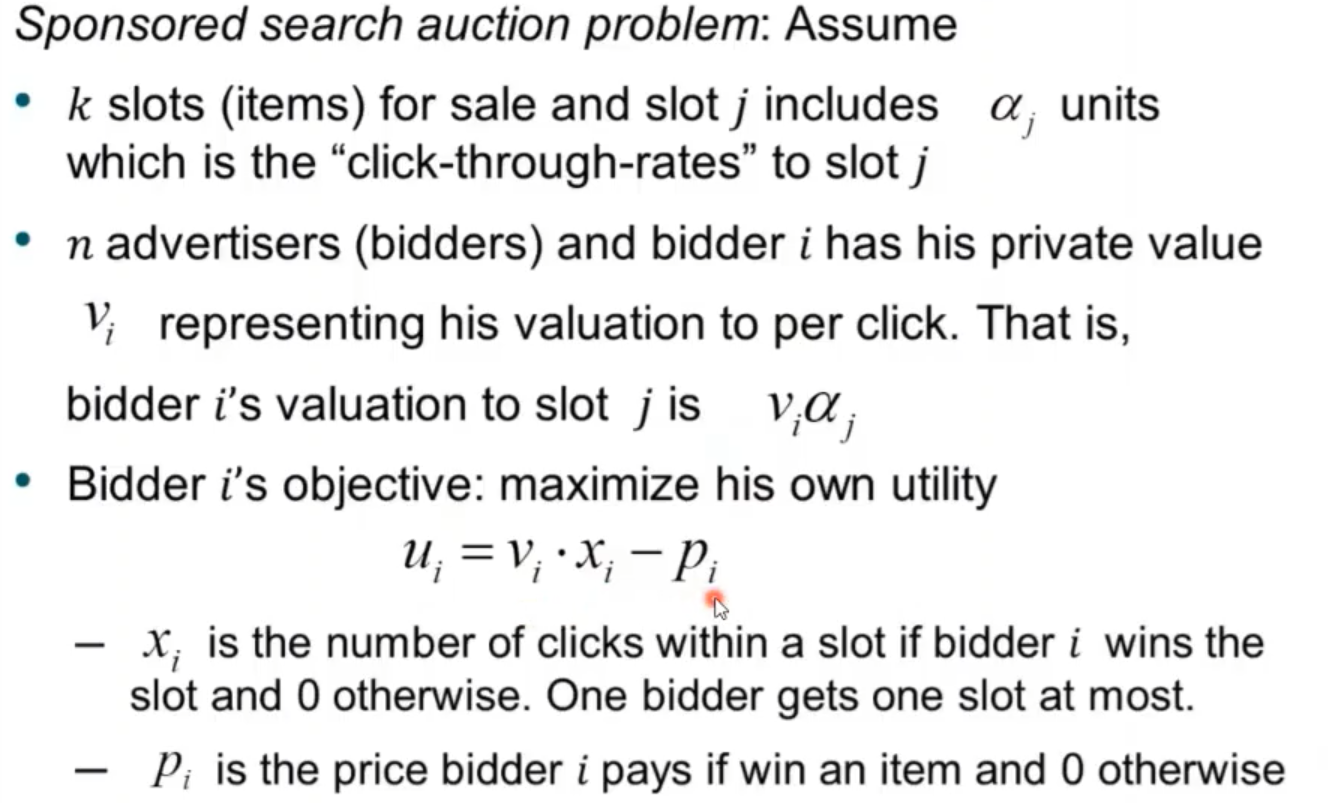 Sponsored search auction problem: Assume
• k slots (items) for sale and slot j includes α_j units
which is the “click-through-rates” to slot j
• n advertisers (bidders) and bidder i has his private value
v_i representing his valuation to per click. That is,
bidder i’s valuation to slot j is v_iα_j
• Bidder i’s objective: maximize his own utility
u_i = v_i · x_i − p_i
– x_i is the number of clicks within a slot if bidder i wins the
slot and 0 otherwise. One bidder gets one slot at most.
– p_i is the price bidder i pays if win an item and 0 otherwise